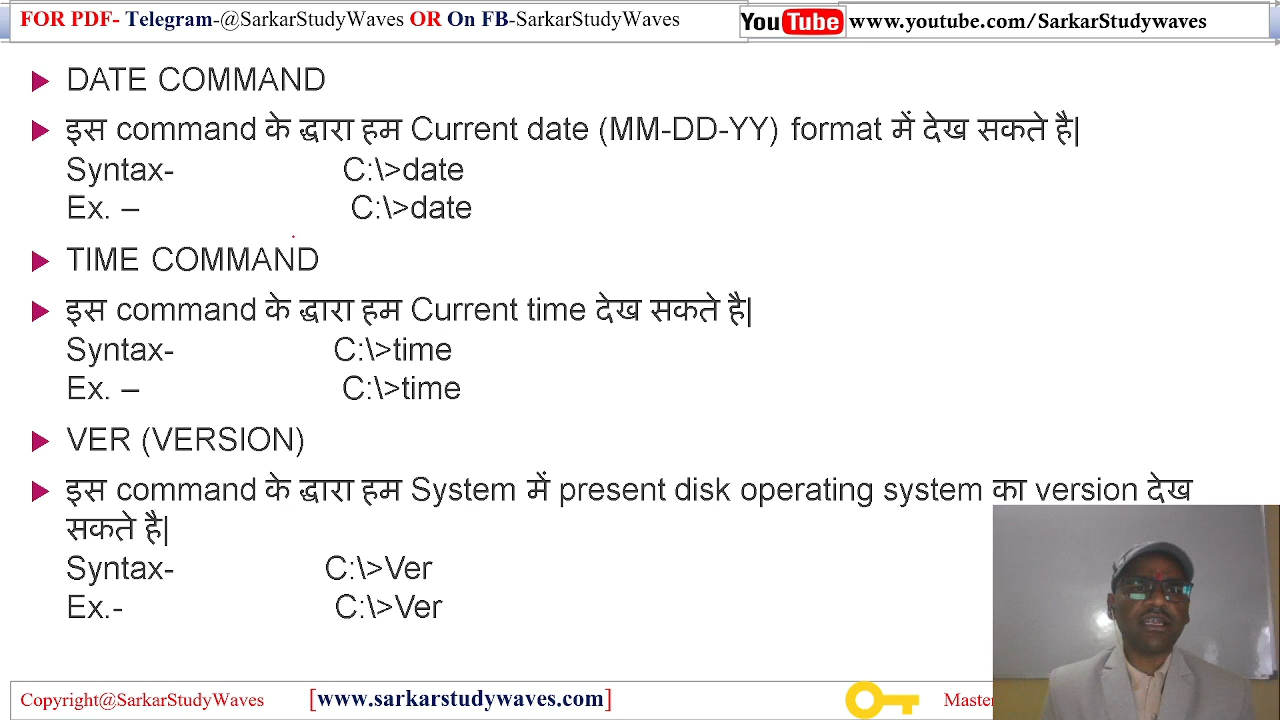 FOR PDF- Telegram-@SarkarStudyWaves OR On FB-SarkarStudyWaves
YouTube www.youtube.com/SarkarStudywaves
DATE COMMAND
इस command के द्धारा हम Current date (MM-DD-YY) format में देख सकते है|
Syntax- C:\>date
Ex. – C:\>date
TIME COMMAND
इस command के द्धारा हम Current time देख सकते है|
Syntax- C:\>time
Ex. – C:\>time
VER (VERSION)
इस command के द्धारा हम System में present disk operating system का version देख
सकते है|
Syntax- C:\>Ver
Ex.- C:\>Ver
Copyright@SarkarStudyWaves [www.sarkarstudywaves.com] Master